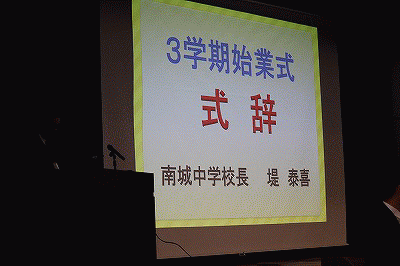 3学期始業式
式辞
南城中学校長 堤 泰喜